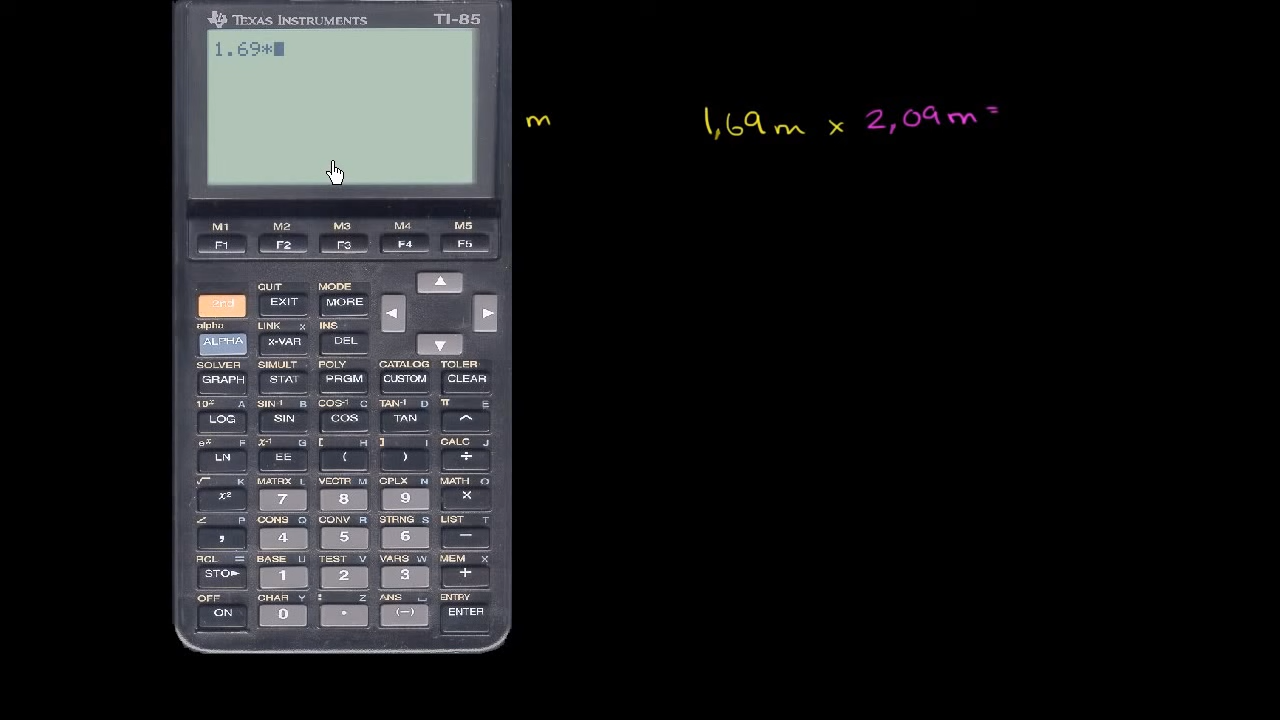 TEXAS INSTRUMENTS TI-85
1.69*
m 1,69 m × 2,09 m =
M1 M2 M3 M4 M5
F1 F2 F3 F4 F5
QUIT MODE
2nd EXIT MORE
alpha LINK x INS
ALPHA x-VAR DEL
SOLVER SIMULT POLY CATALOG TOLER
GRAPH STAT PRGM CUSTOM CLEAR
10ˣ A SIN⁻¹ B COS⁻¹ C TAN⁻¹ D π E
LOG SIN COS TAN ^
eˣ F x⁻¹ G [ H ] I CALC J
LN EE ( ) ÷
√ K MATRX L VECTR M CPLX N MATH O
x² 7 8 9 ×
∠ P CONS Q CONV R STRNG S LIST T
, 4 5 6 −
RCL = BASE U TEST V VARS W MEM X
STO► 1 2 3 +
OFF CHAR Y : Z ANS ⎵ ENTRY
ON 0 . (−) ENTER